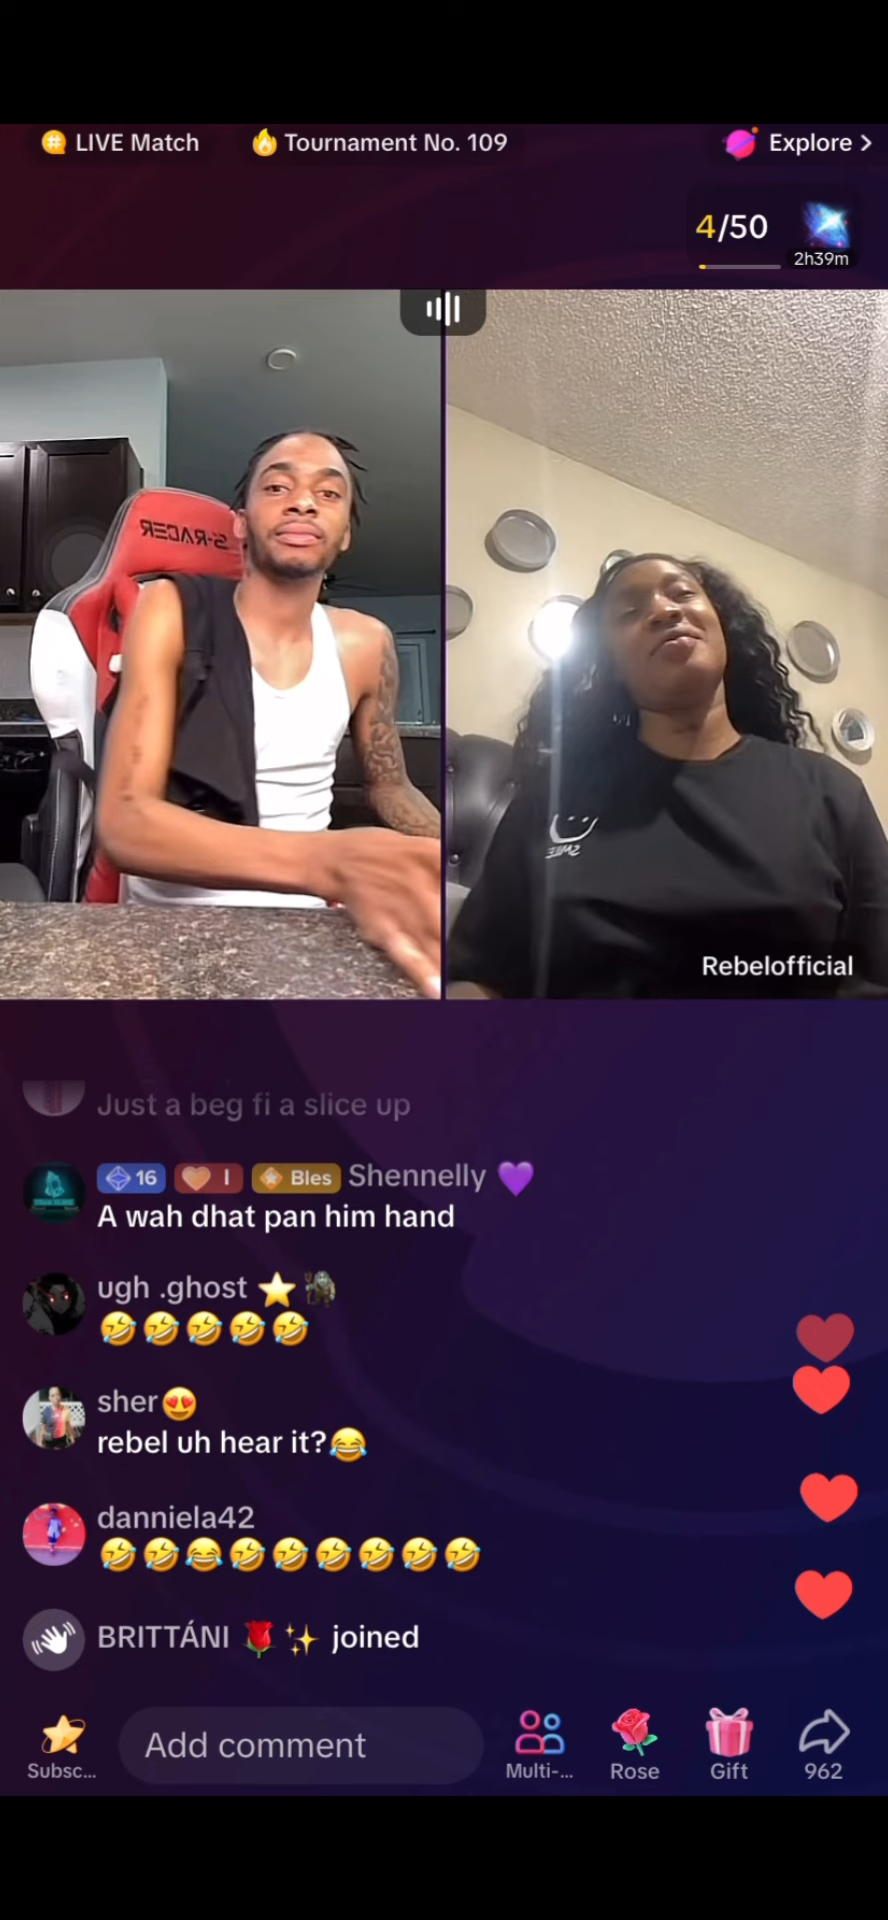 LIVE Match
Tournament No. 109
Explore >
4/50
2h39m
S-RACER
SMILE
Rebelofficial
Just a beg fi a slice up
16 I Bles Shennelly 💜
A wah dhat pan him hand
ugh .ghost ⭐🧌
🤣🤣🤣🤣🤣
sher😍
rebel uh hear it?😂
danniela42
🤣🤣😂🤣🤣🤣🤣🤣🤣
BRITTÁNI 🌹✨ joined
Subsc...
Add comment
Multi-...
Rose
Gift
962